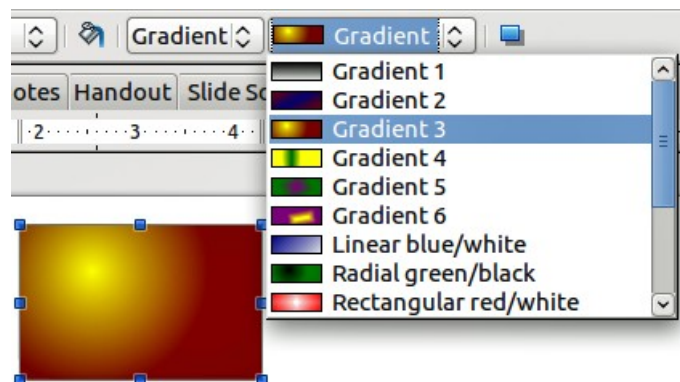 Gradient Gradient
Gradient 1
otes Handout Slide So
Gradient 2
·2· · · · · · · ·3· · · · · · · ·4· ·
Gradient 3
Gradient 4
Gradient 5
Gradient 6
Linear blue/white
Radial green/black
Rectangular red/white